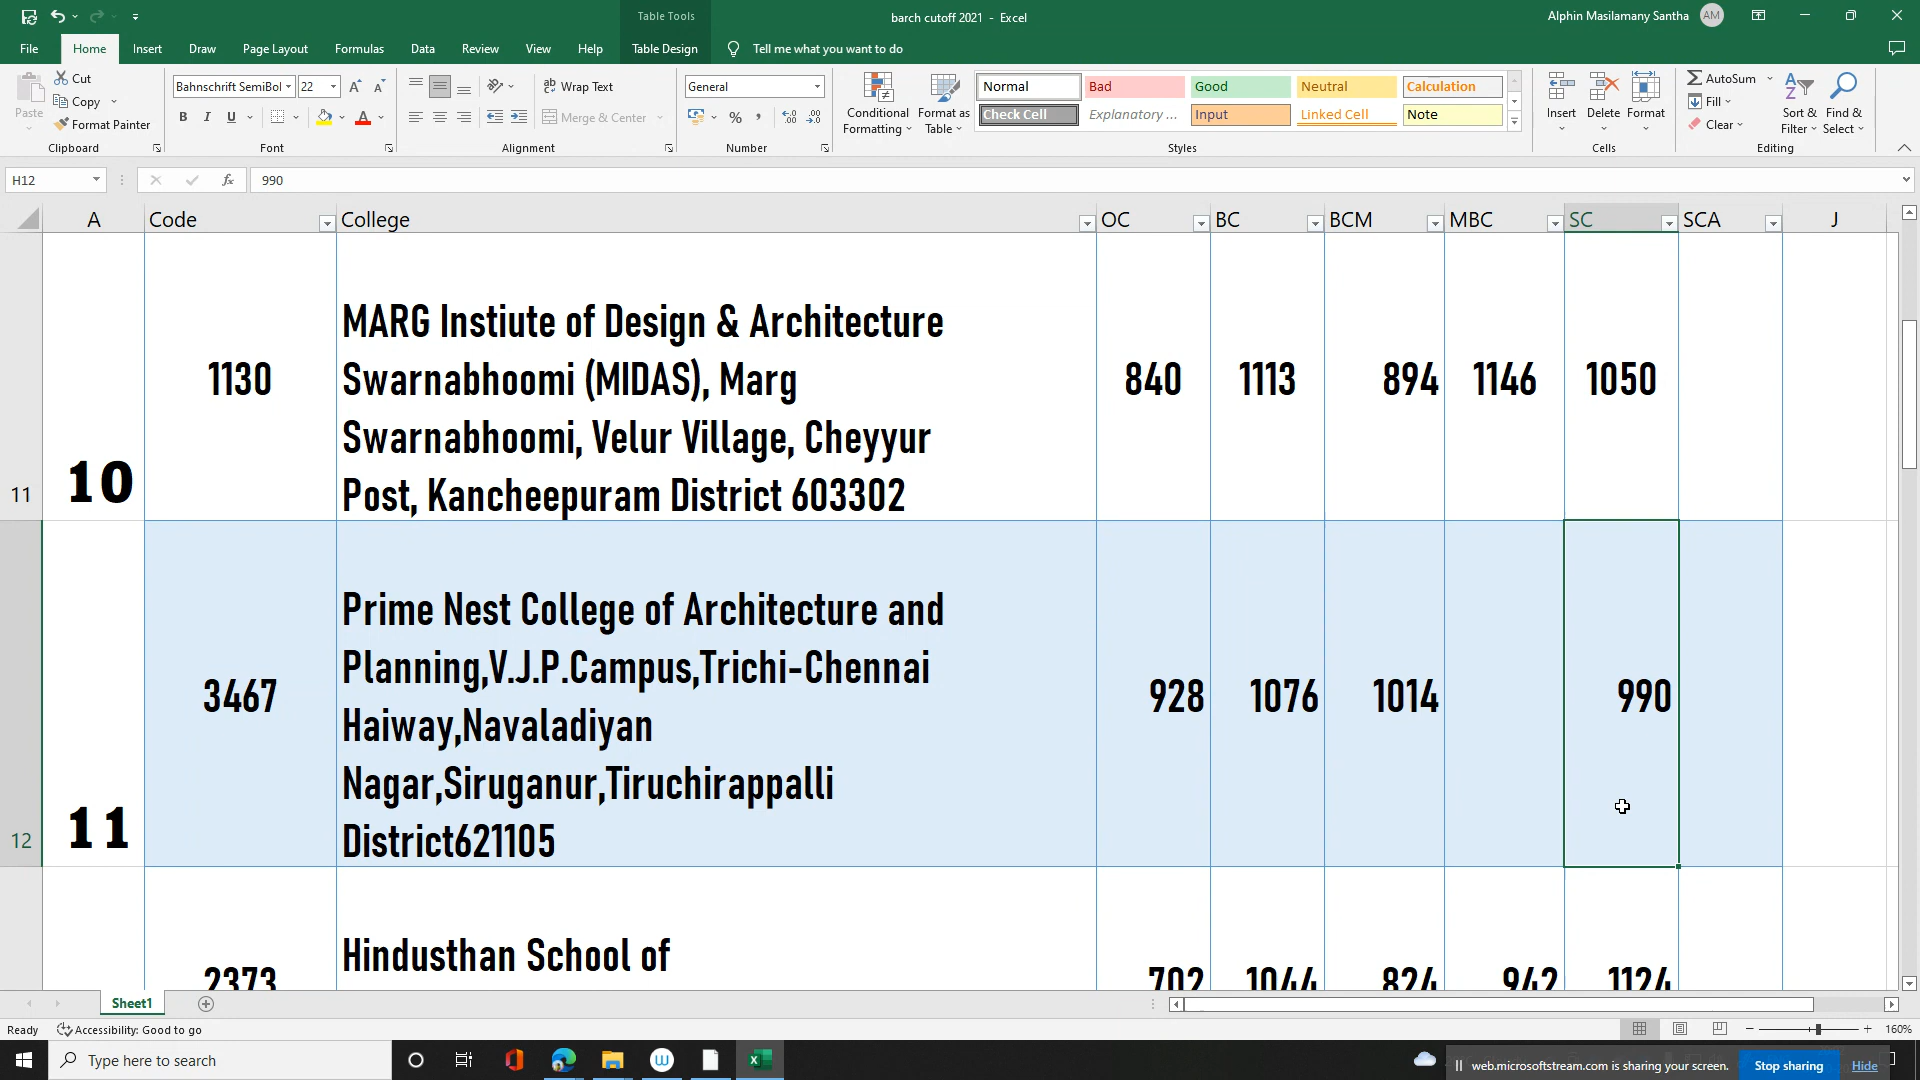 Table Tools
barch cutoff 2021 - Excel
Alphin Masilamany Santha
AM
File
Home
Insert
Draw
Page Layout
Formulas
Data
Review
View
Help
Table Design
Tell me what you want to do
Paste
Cut
Copy
Format Painter
Clipboard
Bahnschrift SemiBol
22
B I U
Font
Wrap Text
Merge & Center
Alignment
General
Number
Conditional Formatting
Format as Table
Normal
Bad
Good
Neutral
Calculation
Check Cell
Explanatory ...
Input
Linked Cell
Note
Styles
Insert
Delete
Format
Cells
AutoSum
Fill
Clear
Sort & Filter
Find & Select
Editing
H12
fx
990
A Code College OC BC BCM MBC SC SCA J
MARG Instiute of Design & Architecture
Swarnabhoomi (MIDAS), Marg
Swarnabhoomi, Velur Village, Cheyyur
Post, Kancheepuram District 603302
11 10 1130 840 1113 894 1146 1050
Prime Nest College of Architecture and
Planning,V.J.P.Campus,Trichi-Chennai
Haiway,Navaladiyan
Nagar,Siruganur,Tiruchirappalli
District621105
12 11 3467 928 1076 1014 990
Hindusthan School of
2373 702 1044 824 942 1124
Sheet1
Ready
Accessibility: Good to go
160%
Type here to search
web.microsoftstream.com is sharing your screen.
Stop sharing
Hide